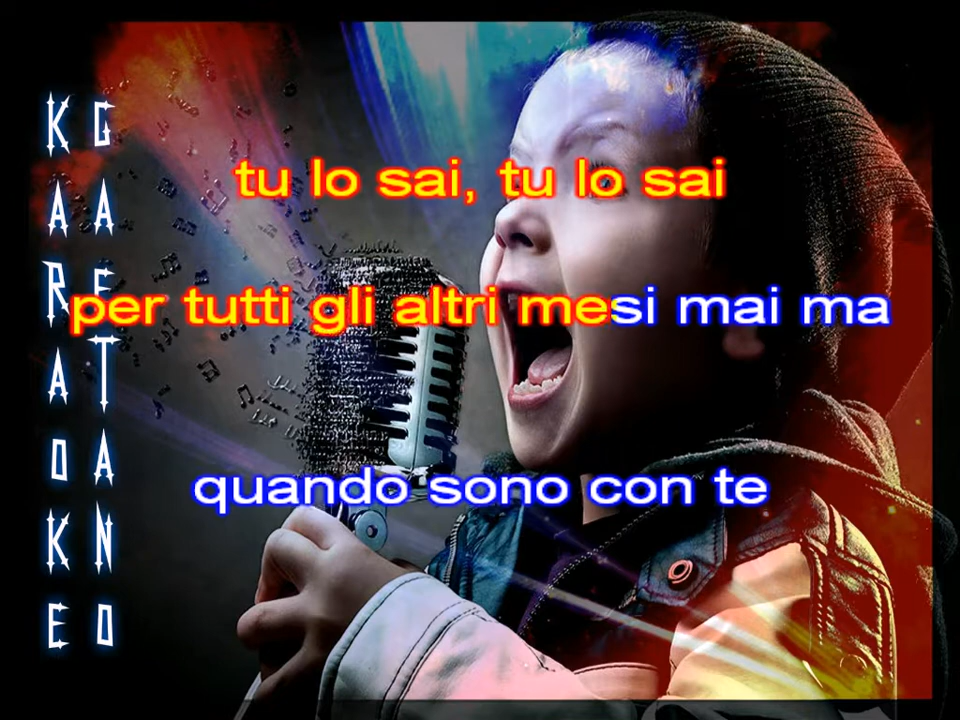 KARAoKE
GAETANO
tu lo sai, tu lo sai
per tutti gli altri mesi mai ma
quando sono con te